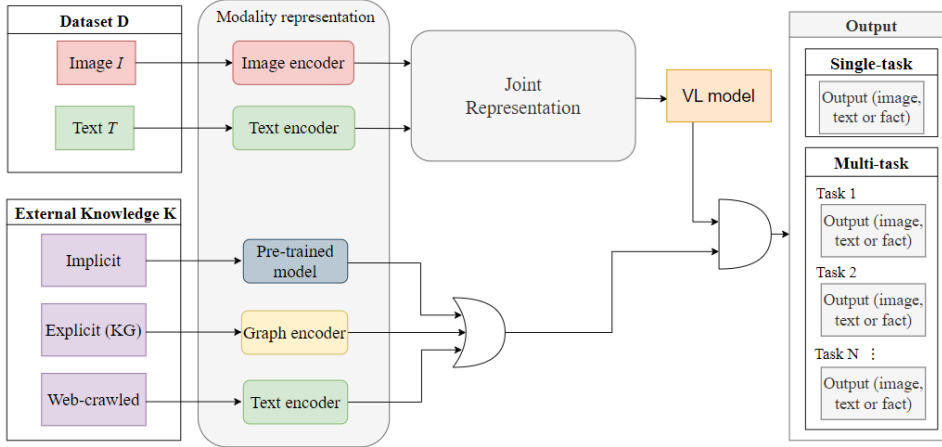 Dataset D
Image I
Text T
External Knowledge K
Implicit
Explicit (KG)
Web-crawled
Modality representation
Image encoder
Text encoder
Pre-trained
model
Graph encoder
Text encoder
Joint
Representation
VL model
Output
Single-task
Output (image,
text or fact)
Multi-task
Task 1
Output (image,
text or fact)
Task 2
Output (image,
text or fact)
Task N ⋮
Output (image,
text or fact)